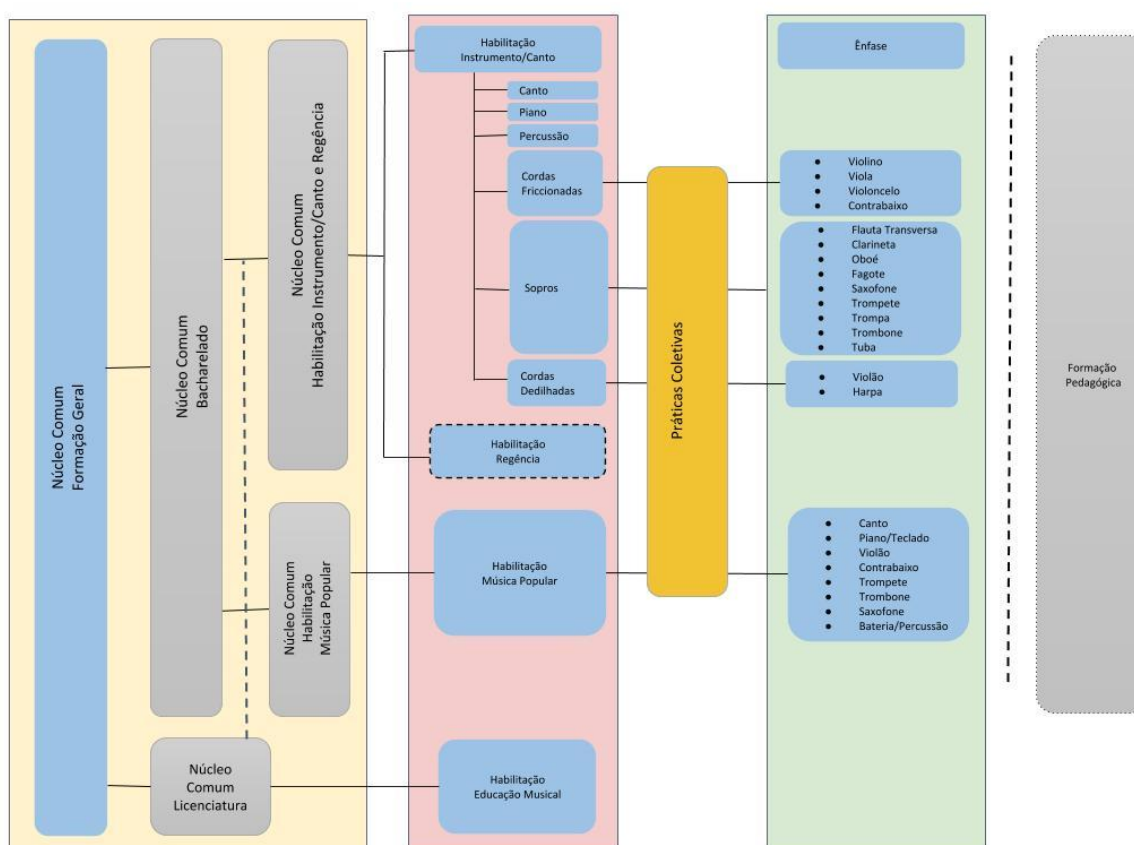 Núcleo Comum
Formação Geral
Núcleo Comum
Bacharelado
Núcleo Comum
Habilitação Instrumento/Canto e Regência
Núcleo Comum
Habilitação
Música Popular
Núcleo
Comum
Licenciatura
Habilitação
Instrumento/Canto
Canto
Piano
Percussão
Cordas
Friccionadas
Sopros
Cordas
Dedilhadas
Habilitação
Regência
Habilitação
Música Popular
Habilitação
Educação Musical
Práticas Coletivas
Ênfase
● Violino
● Viola
● Violoncelo
● Contrabaixo
● Flauta Transversa
● Clarineta
● Oboé
● Fagote
● Saxofone
● Trompete
● Trompa
● Trombone
● Tuba
● Violão
● Harpa
● Canto
● Piano/Teclado
● Violão
● Contrabaixo
● Trompete
● Trombone
● Saxofone
● Bateria/Percussão
Formação
Pedagógica